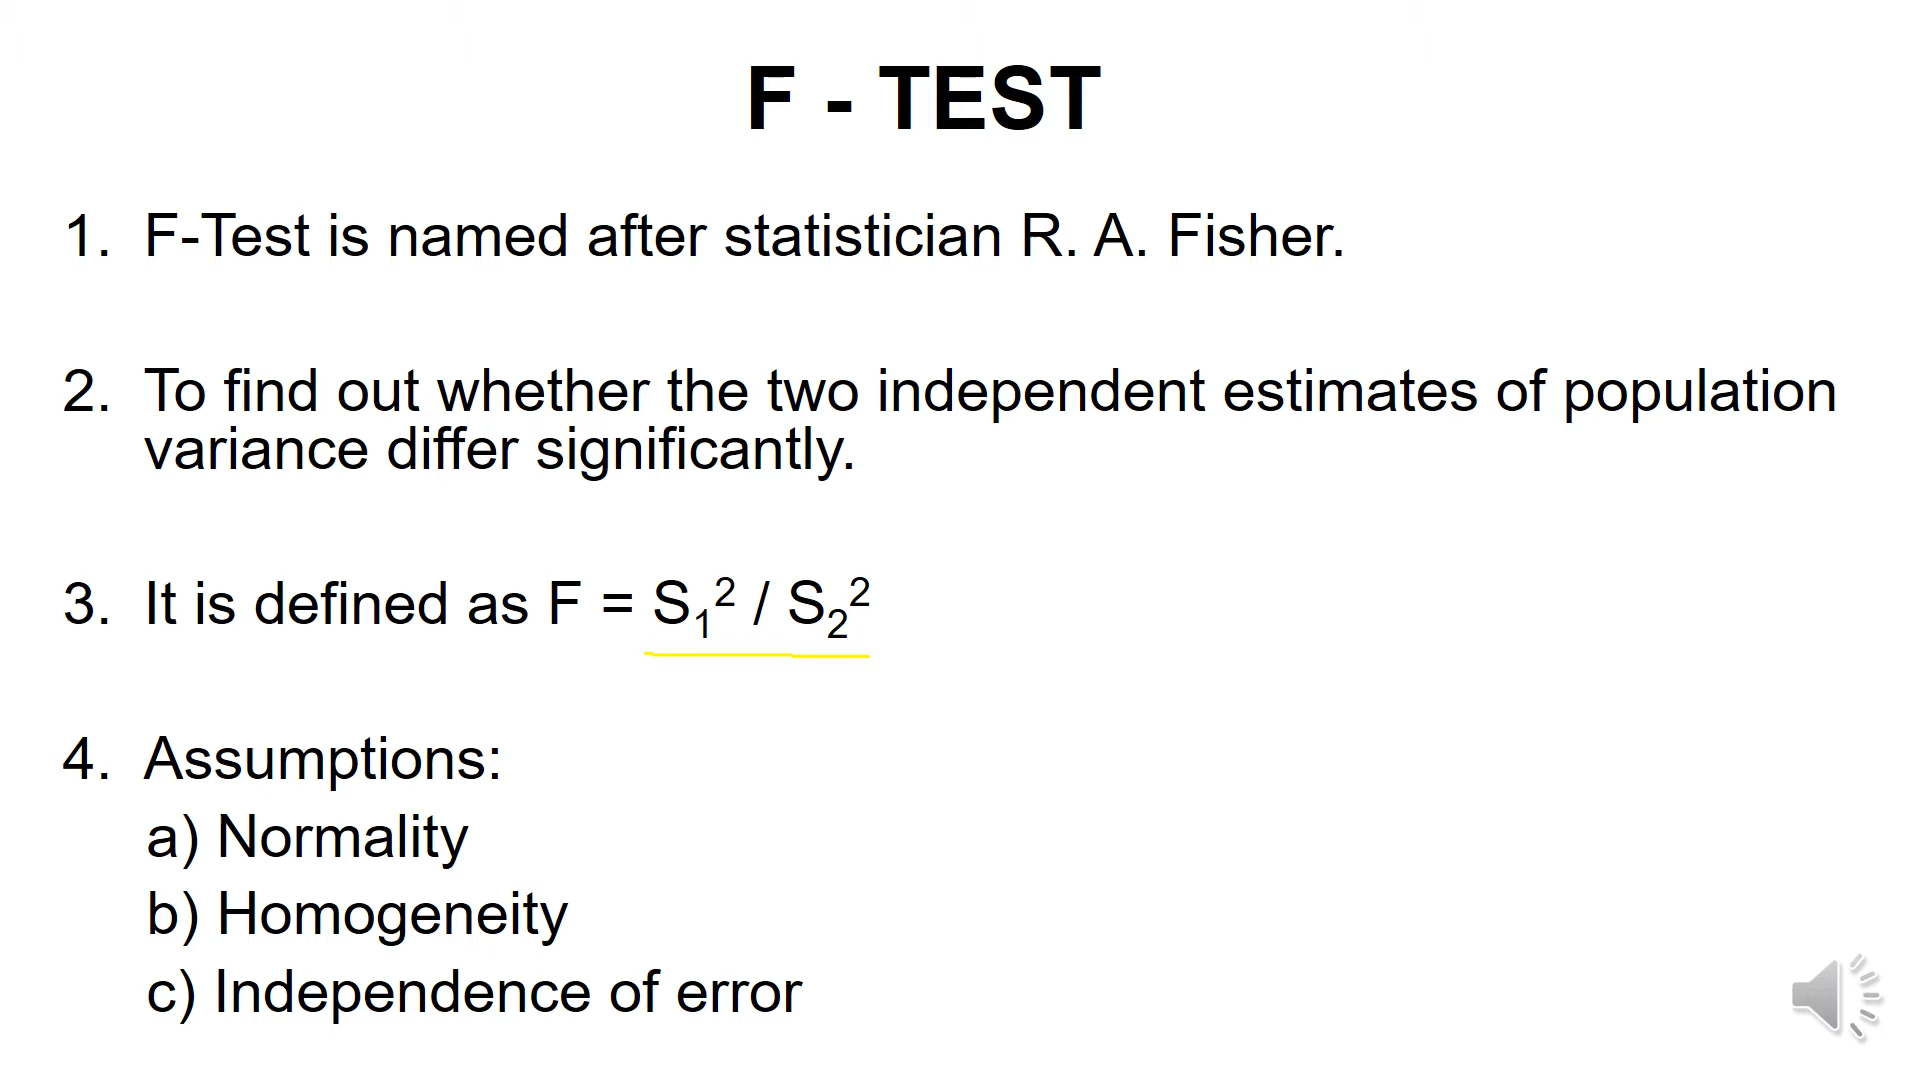 F - TEST
1. F-Test is named after statistician R. A. Fisher.
2. To find out whether the two independent estimates of population
variance differ significantly.
3. It is defined as F = S₁² / S₂²
4. Assumptions:
a) Normality
b) Homogeneity
c) Independence of error